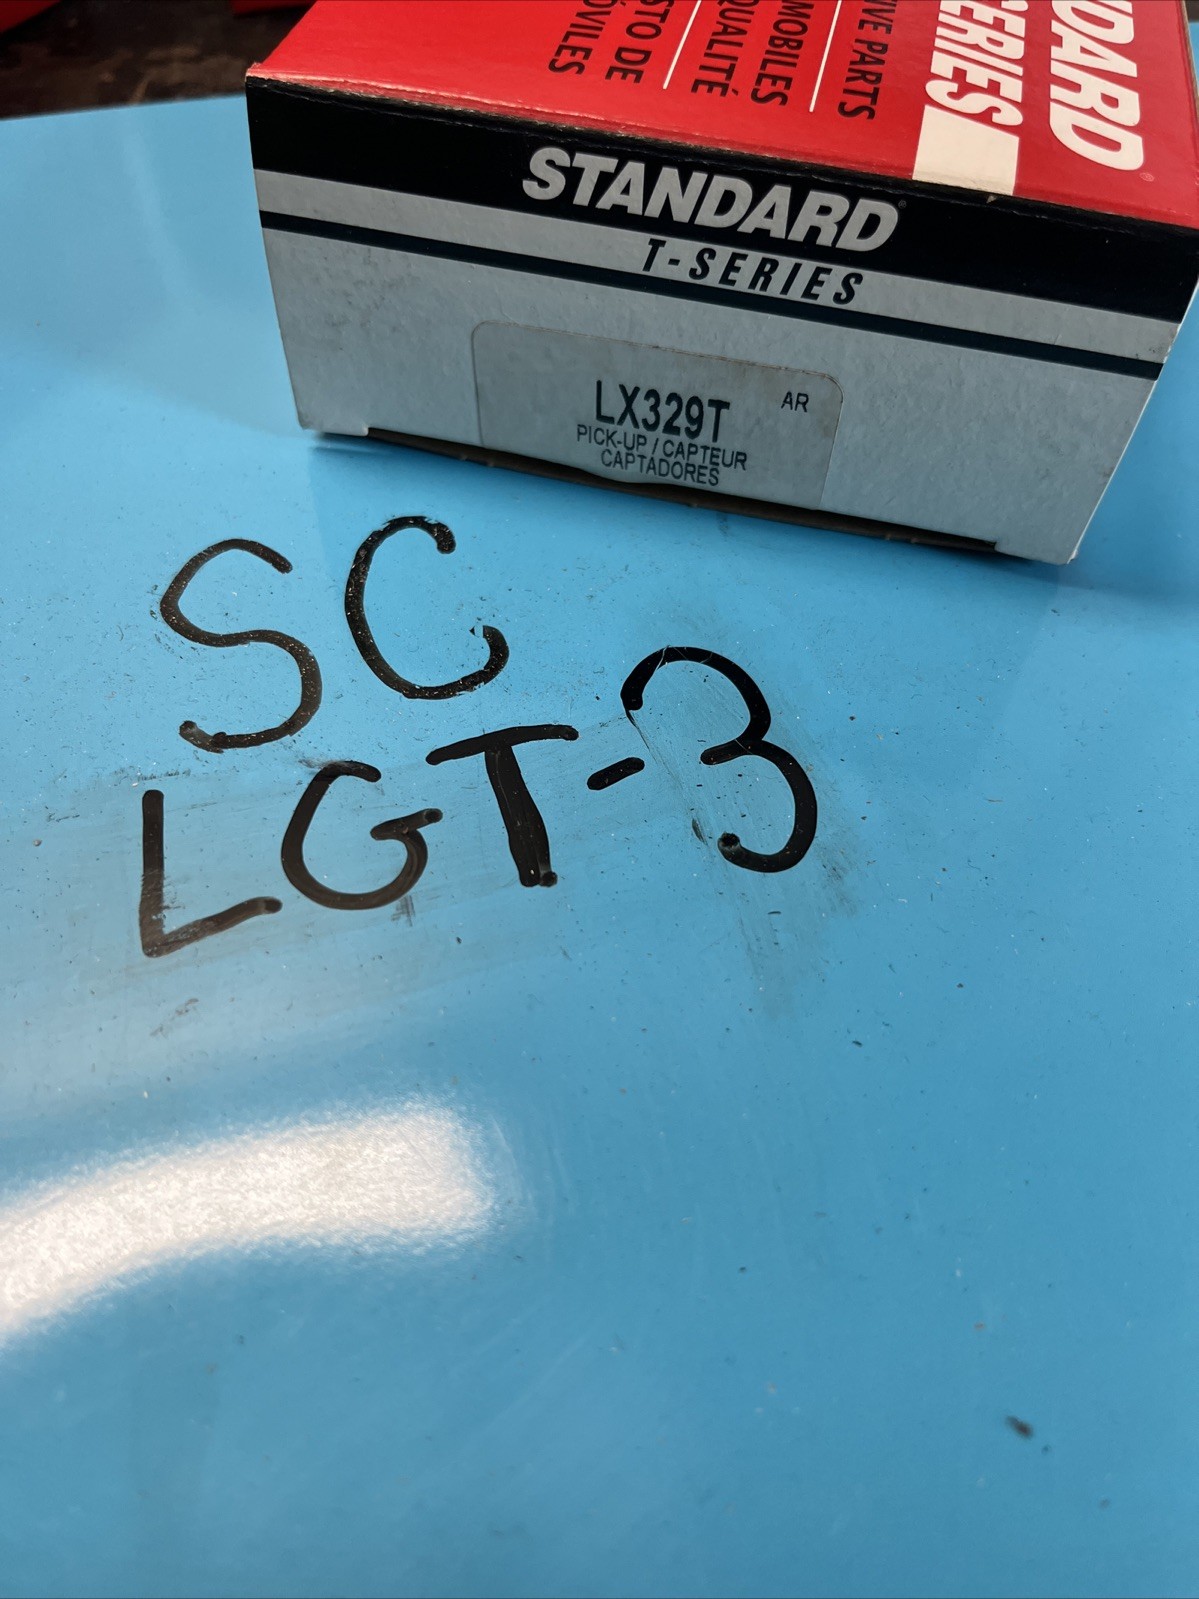 DARD
SERIES
IVE PARTS
MOBILES
QUALITÉ
STO DE
ÓVILES
STANDARD
T-SERIES
LX329T AR
PICK-UP / CAPTEUR
CAPTADORES
SC
LGT-3